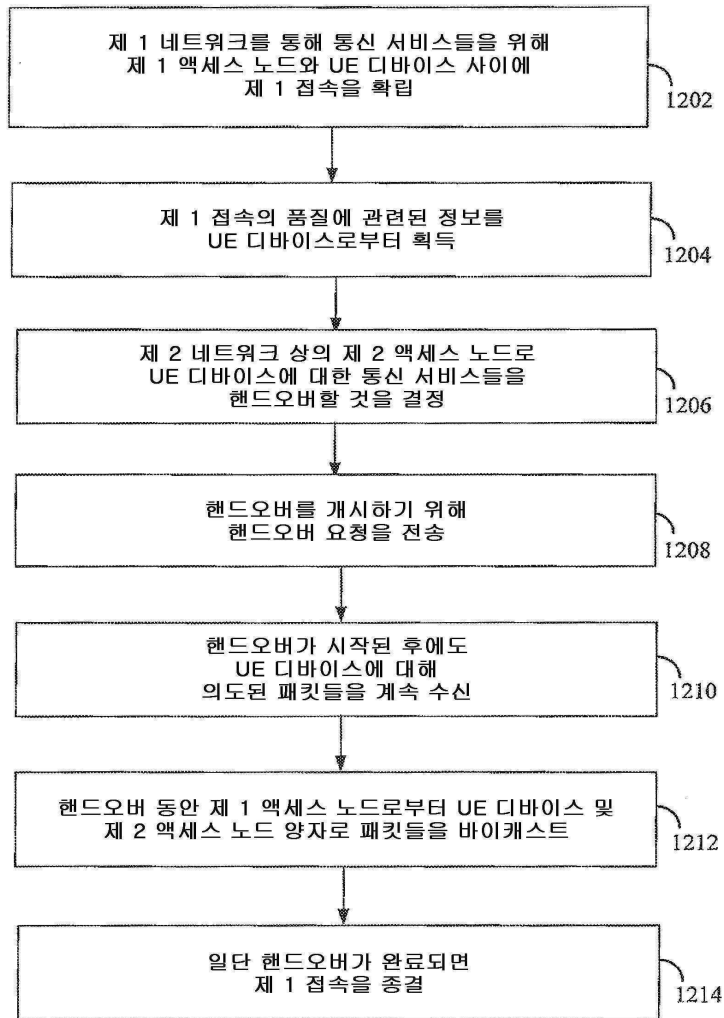 제 1 네트워크를 통해 통신 서비스들을 위해
제 1 액세스 노드와 UE 디바이스 사이에
제 1 접속을 확립
1202
제 1 접속의 품질에 관련된 정보를
UE 디바이스로부터 획득
1204
제 2 네트워크 상의 제 2 액세스 노드로
UE 디바이스에 대한 통신 서비스들을
핸드오버할 것을 결정
1206
핸드오버를 개시하기 위해
핸드오버 요청을 전송
1208
핸드오버가 시작된 후에도
UE 디바이스에 대해
의도된 패킷들을 계속 수신
1210
핸드오버 동안 제 1 액세스 노드로부터 UE 디바이스 및
제 2 액세스 노드 양자로 패킷들을 바이캐스트
1212
일단 핸드오버가 완료되면
제 1 접속을 종결
1214